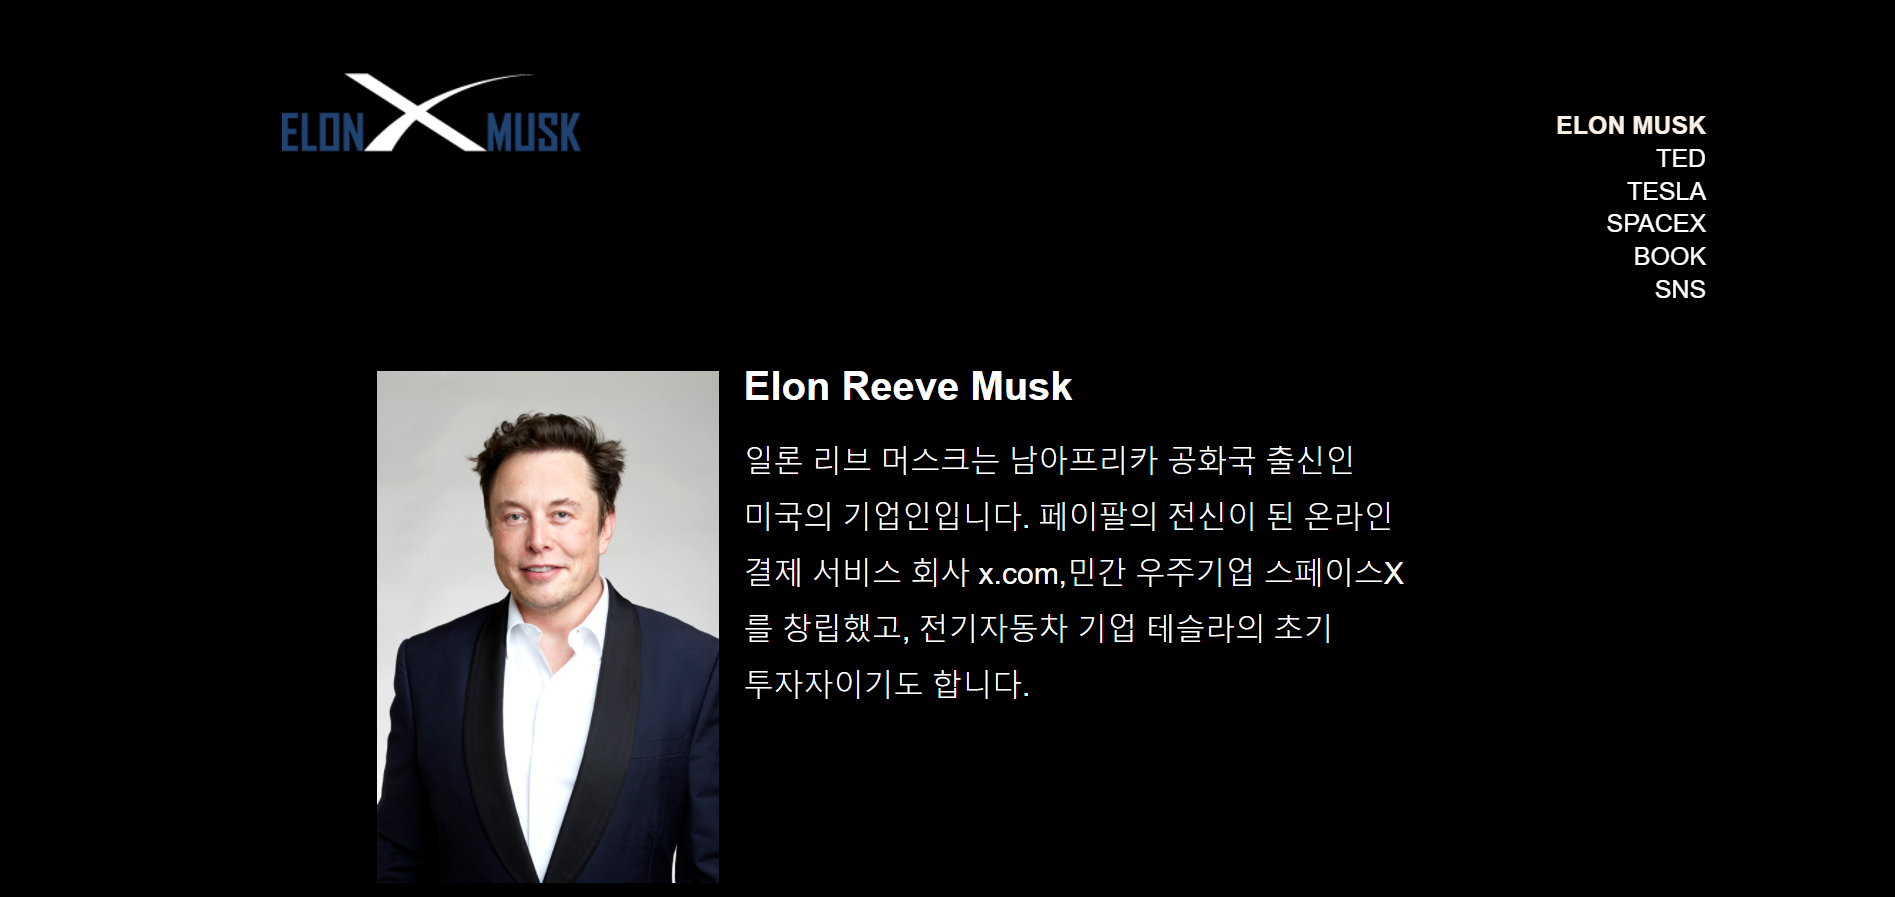 ELON X MUSK
ELON MUSK
TED
TESLA
SPACEX
BOOK
SNS
Elon Reeve Musk
일론 리브 머스크는 남아프리카 공화국 출신인
미국의 기업인입니다. 페이팔의 전신이 된 온라인
결제 서비스 회사 x.com,민간 우주기업 스페이스X
를 창립했고, 전기자동차 기업 테슬라의 초기
투자자이기도 합니다.